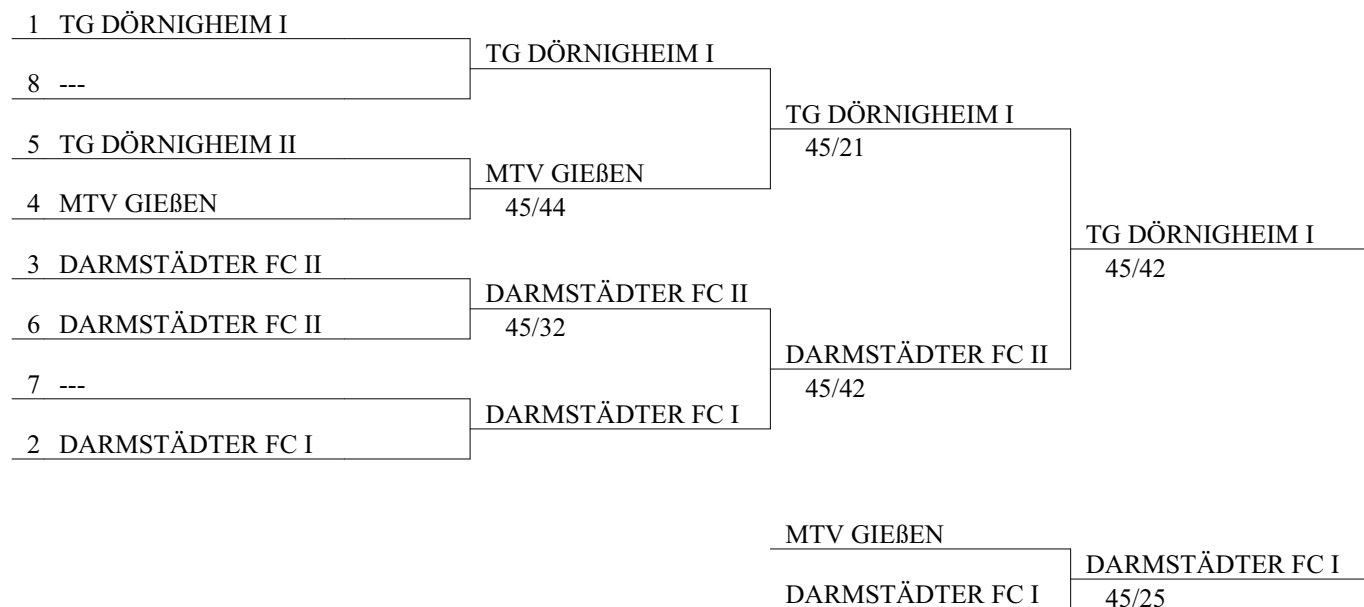 1 TG DÖRNIGHEIM I
TG DÖRNIGHEIM I
8 ---
TG DÖRNIGHEIM I
45/21
5 TG DÖRNIGHEIM II
MTV GIEßEN
45/44
4 MTV GIEßEN
TG DÖRNIGHEIM I
45/42
3 DARMSTÄDTER FC II
DARMSTÄDTER FC II
45/32
6 DARMSTÄDTER FC II
DARMSTÄDTER FC II
45/42
7 ---
DARMSTÄDTER FC I
2 DARMSTÄDTER FC I
MTV GIEßEN
DARMSTÄDTER FC I
DARMSTÄDTER FC I
45/25